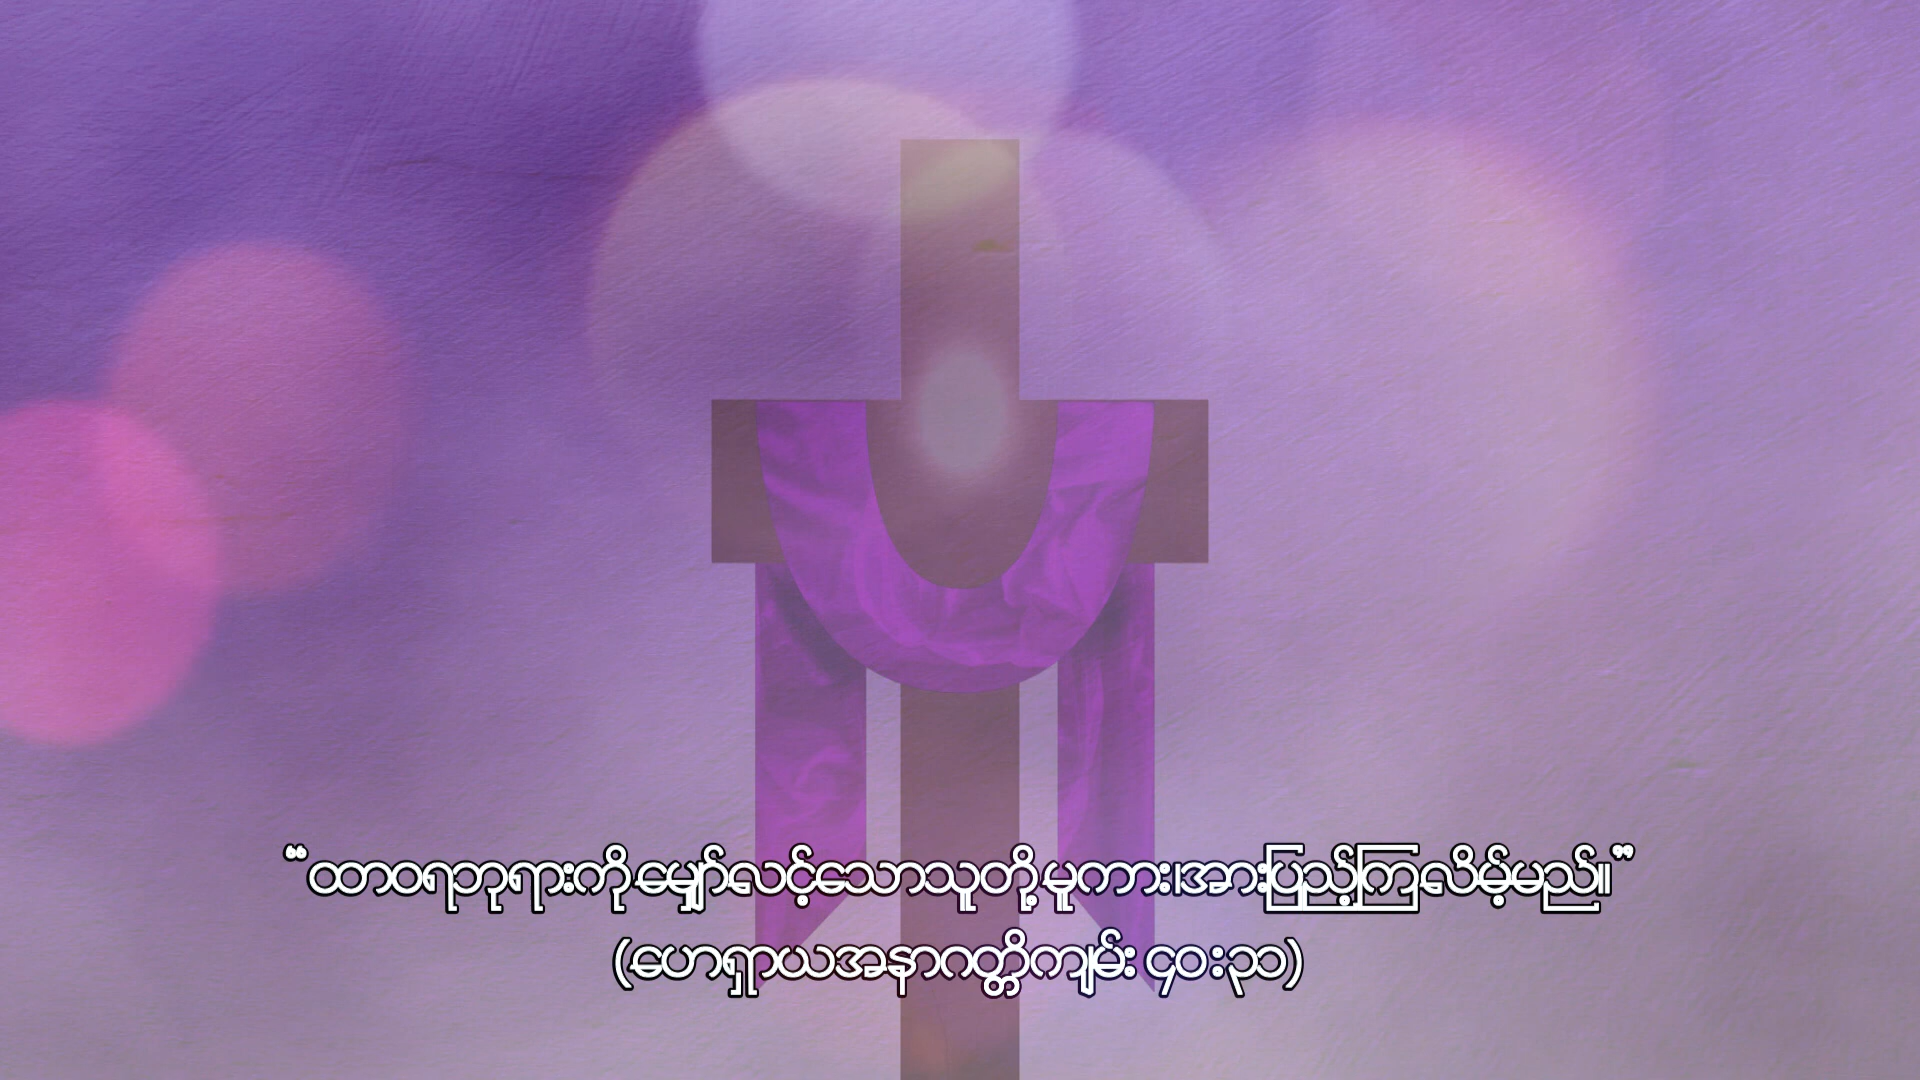 “ထာဝရဘုရားကိုမျှော်လင့်သောသူတို့မူကား၊အားပြည့်ကြလိမ့်မည်။”
(ဟေရှာယအနာဂတ္တိကျမ်း ၄၀:၃၁)